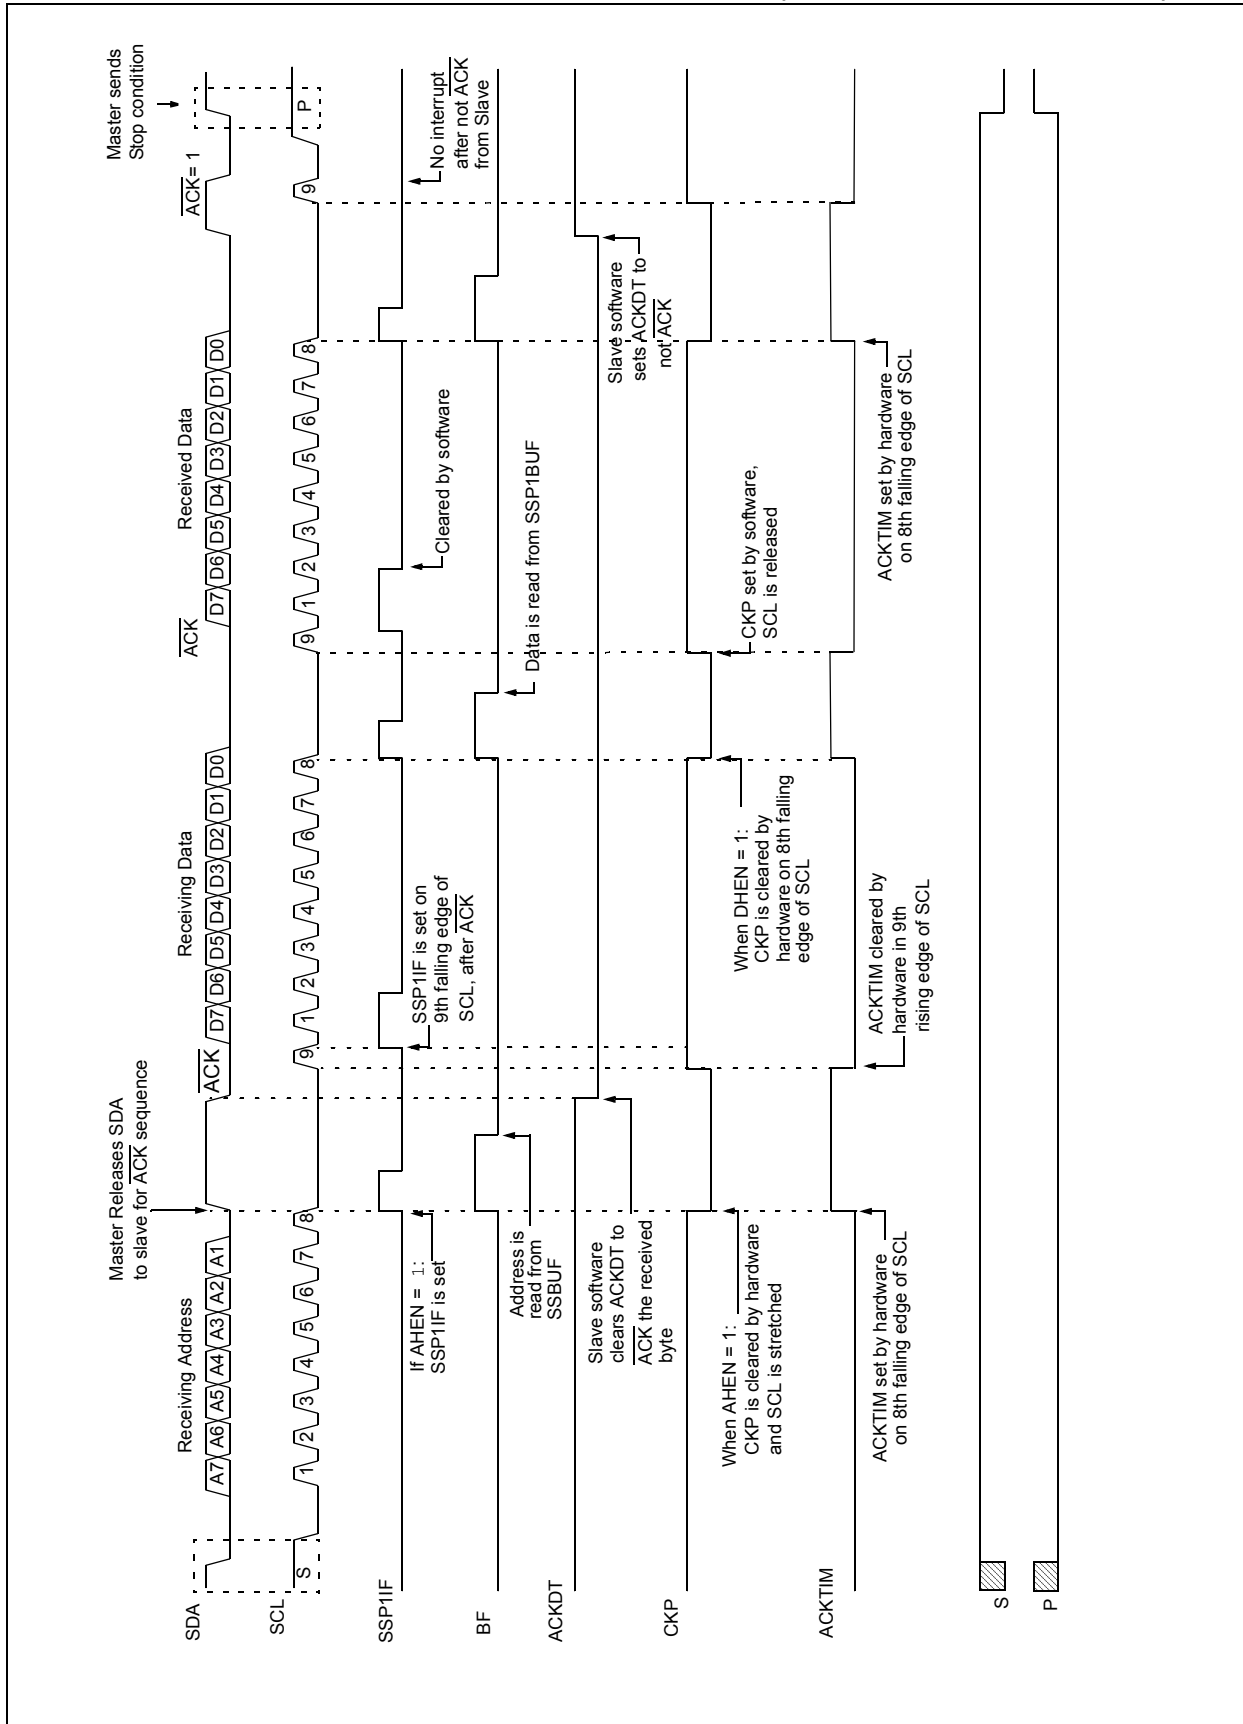 Master Releases SDA
to slave for ACK sequence
Master sends
Stop condition
Receiving Address
Receiving Data
Received Data
ACK
ACK
ACK= 1
SDA
A7 A6 A5 A4 A3 A2 A1
D7 D6 D5 D4 D3 D2 D1 D0
D7 D6 D5 D4 D3 D2 D1 D0
SCL
S
1 2 3 4 5 6 7 8
9
1 2 3 4 5 6 7 8
9
1 2 3 4 5 6 7 8
9
P
SSP1IF
If AHEN = 1:
SSP1IF is set
SSP1IF is set on
9th falling edge of
SCL, after ACK
Cleared by software
No interrupt
after not ACK
from Slave
BF
Address is
read from
SSBUF
Data is read from SSP1BUF
ACKDT
Slave software
clears ACKDT to
ACK the received
byte
Slave software
sets ACKDT to
not ACK
CKP
When AHEN = 1:
CKP is cleared by hardware
and SCL is stretched
When DHEN = 1:
CKP is cleared by
hardware on 8th falling
edge of SCL
CKP set by software,
SCL is released
ACKTIM
ACKTIM set by hardware
on 8th falling edge of SCL
ACKTIM cleared by
hardware in 9th
rising edge of SCL
ACKTIM set by hardware
on 8th falling edge of SCL
S
P